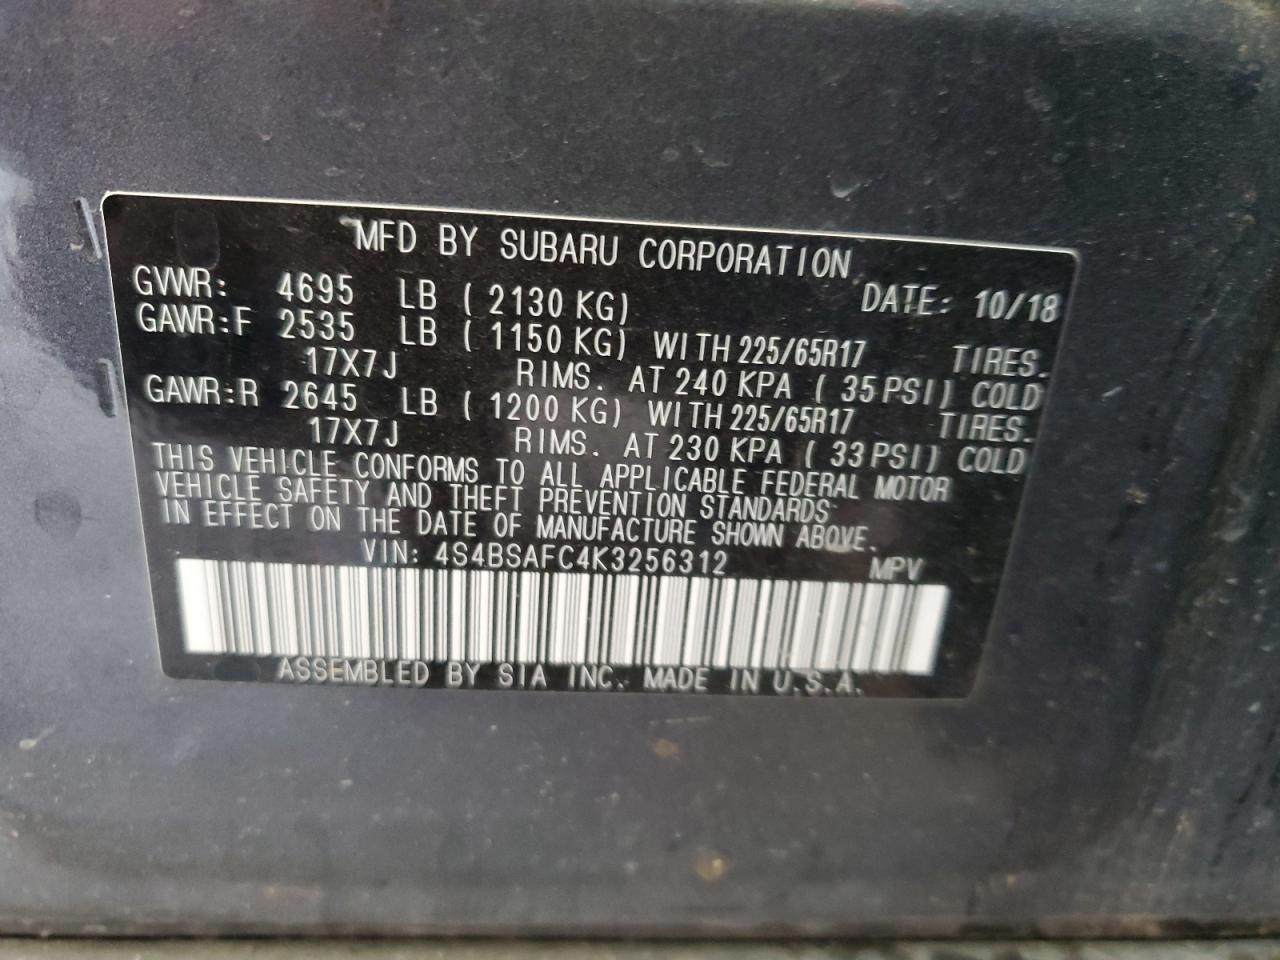 MFD BY SUBARU CORPORATION
GVWR: 4695 LB ( 2130 KG) DATE: 10/18
GAWR:F 2535 LB ( 1150 KG) WITH 225/65R17 TIRES.
17X7J RIMS. AT 240 KPA ( 35 PSI) COLD
GAWR:R 2645 LB ( 1200 KG) WITH 225/65R17 TIRES.
17X7J RIMS. AT 230 KPA ( 33 PSI) COLD
THIS VEHICLE CONFORMS TO ALL APPLICABLE FEDERAL MOTOR
VEHICLE SAFETY AND THEFT PREVENTION STANDARDS
IN EFFECT ON THE DATE OF MANUFACTURE SHOWN ABOVE.
VIN: 4S4BSAFC4K3256312 MPV
ASSEMBLED BY SIA INC. MADE IN U.S.A.